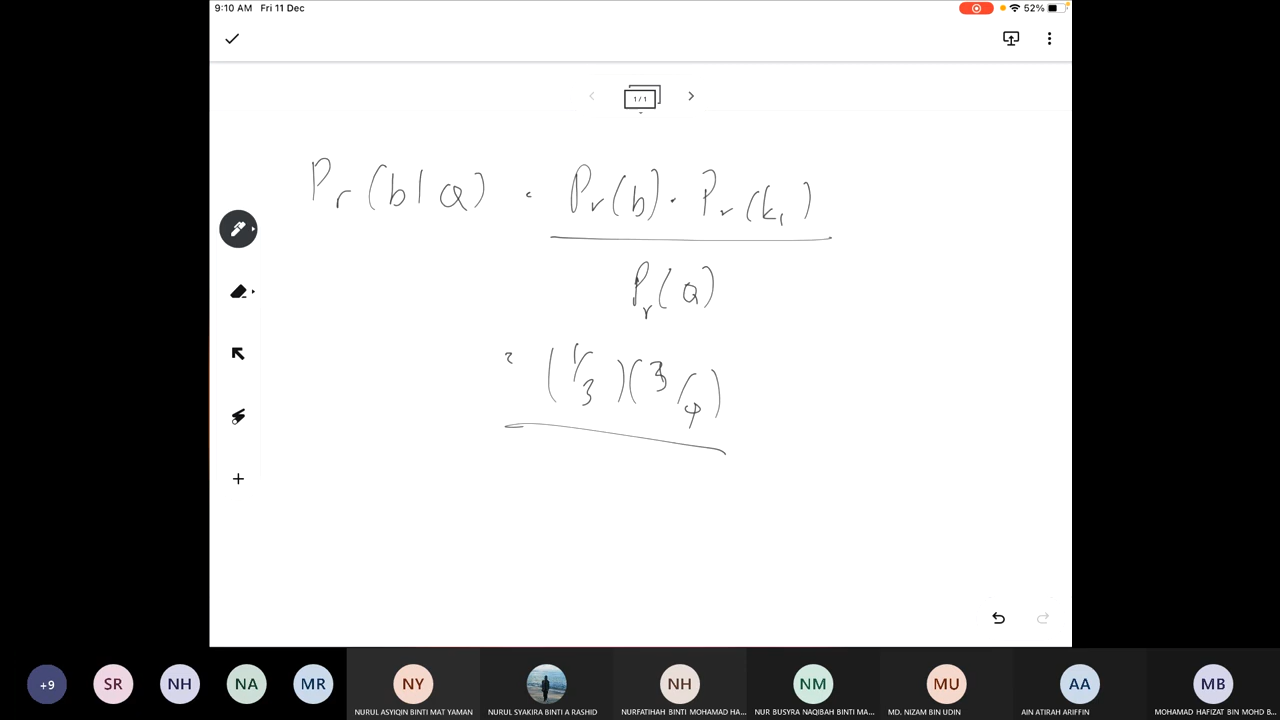 9:10 AM Fri 11 Dec
52%
1/1
Pr(b|Q) = Pr(b) · Pr(k₁)
Pr(Q)
= (1/3)(3/4)
+9
SR
NH
NA
MR
NY
NH
NM
MU
AA
MB
NURUL ASYIQIN BINTI MAT YAMAN
NURUL SYAKIRA BINTI A RASHID
NURFATIHAH BINTI MOHAMAD HA...
NUR BUSYRA NAQIBAH BINTI MA...
MD. NIZAM BIN UDIN
AIN ATIRAH ARIFFIN
MOHAMAD HAFIZAT BIN MOHD B...